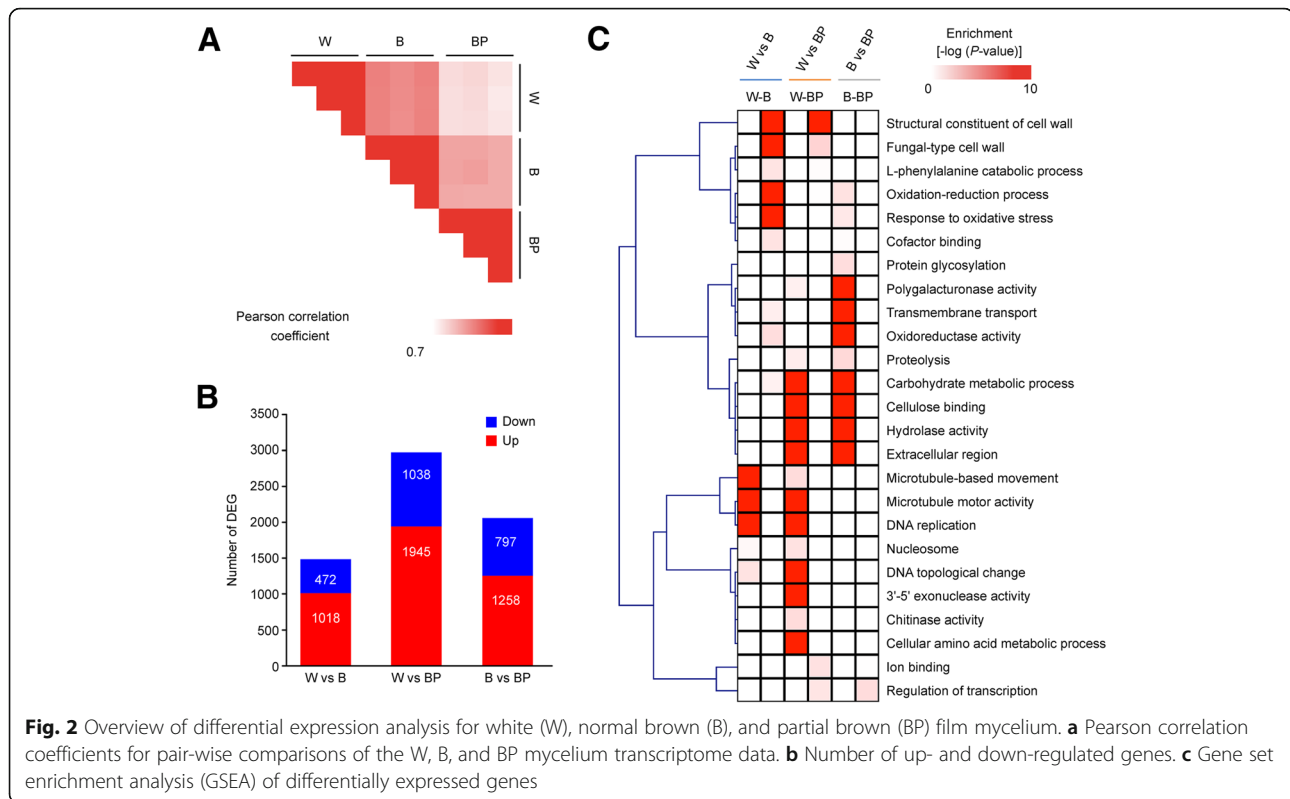 A
W B BP
W
B
BP
Pearson correlation
coefficient
0.7
B
Number of DEG
3500
3000
2500
2000
1500
1000
500
0
Down
Up
472
1018
1038
1945
797
1258
W vs B W vs BP B vs BP
C
W vs B W vs BP B vs BP
W-B W-BP B-BP
Enrichment
[-log (P-value)]
0 10
Structural constituent of cell wall
Fungal-type cell wall
L-phenylalanine catabolic process
Oxidation-reduction process
Response to oxidative stress
Cofactor binding
Protein glycosylation
Polygalacturonase activity
Transmembrane transport
Oxidoreductase activity
Proteolysis
Carbohydrate metabolic process
Cellulose binding
Hydrolase activity
Extracellular region
Microtubule-based movement
Microtubule motor activity
DNA replication
Nucleosome
DNA topological change
3'-5' exonuclease activity
Chitinase activity
Cellular amino acid metabolic process
Ion binding
Regulation of transcription
Fig. 2 Overview of differential expression analysis for white (W), normal brown (B), and partial brown (BP) film mycelium. a Pearson correlation
coefficients for pair-wise comparisons of the W, B, and BP mycelium transcriptome data. b Number of up- and down-regulated genes. c Gene set
enrichment analysis (GSEA) of differentially expressed genes